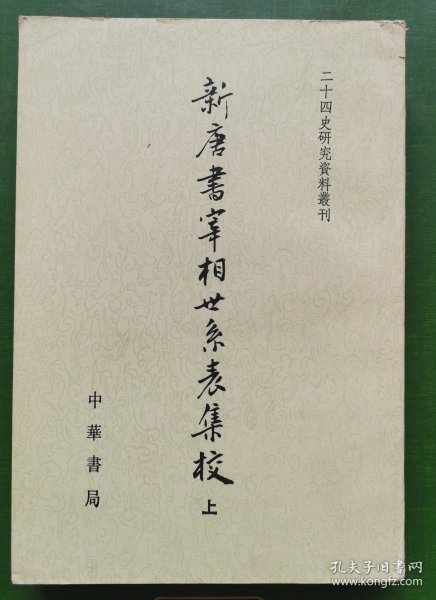 二十四史研究資料叢刊
新唐書宰相世系表集校
上
中華書局
孔夫子旧书网
www.kongfz.com